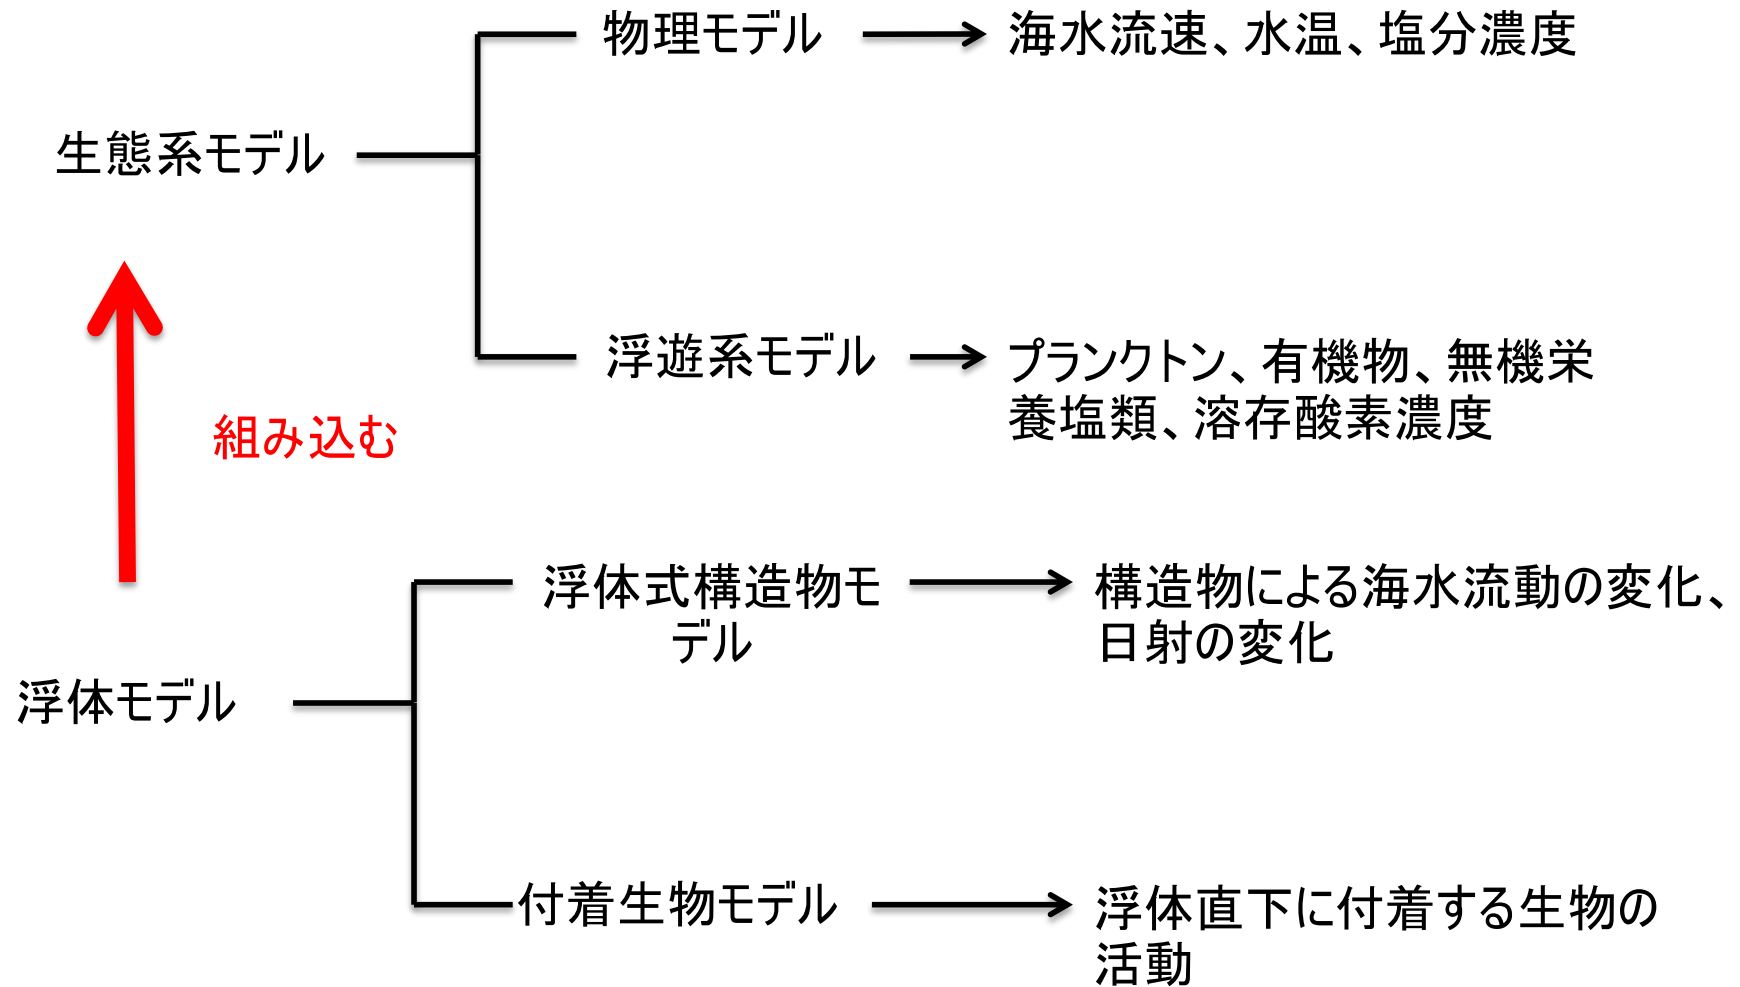 物理モデル
海水流速、水温、塩分濃度
生態系モデル
浮遊系モデル
プランクトン、有機物、無機栄
養塩類、溶存酸素濃度
組み込む
浮体式構造物モ
デル
構造物による海水流動の変化、
日射の変化
浮体モデル
付着生物モデル
浮体直下に付着する生物の
活動